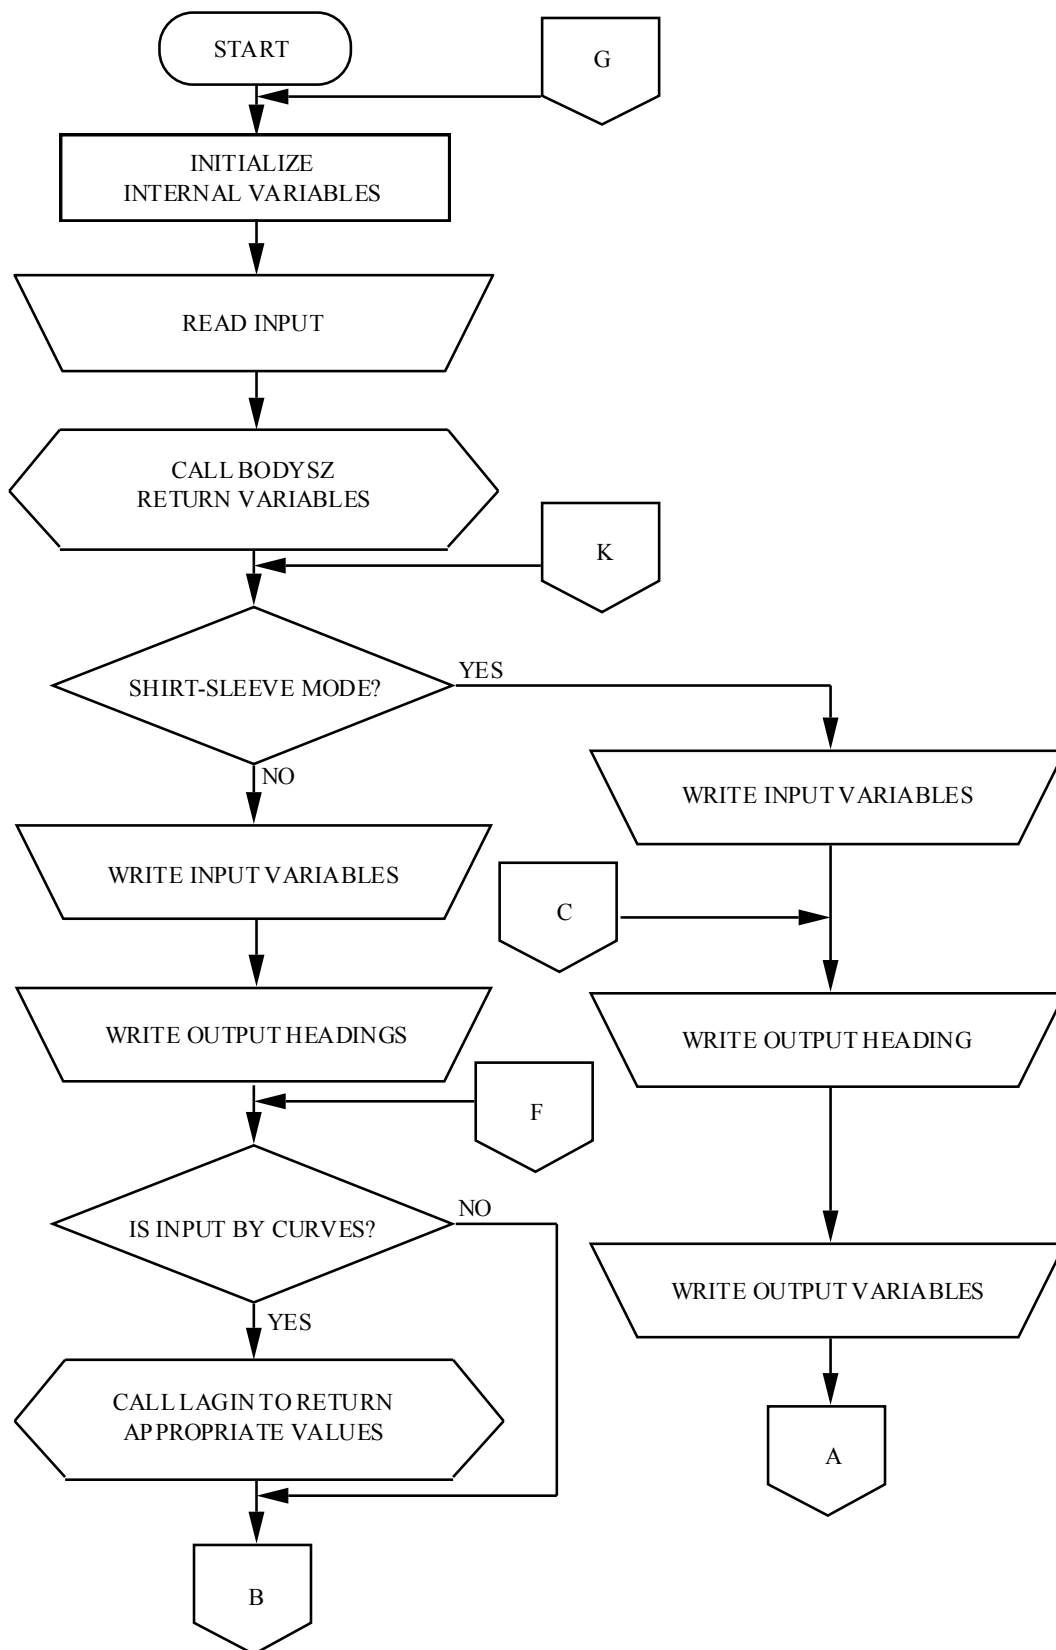 START
G
INITIALIZE
INTERNAL VARIABLES
READ INPUT
CALL BODYSZ
RETURN VARIABLES
K
SHIRT-SLEEVE MODE?
YES
NO
WRITE INPUT VARIABLES
WRITE INPUT VARIABLES
C
WRITE OUTPUT HEADINGS
WRITE OUTPUT HEADING
F
IS INPUT BY CURVES?
NO
YES
WRITE OUTPUT VARIABLES
CALL LAGIN TO RETURN
APPROPRIATE VALUES
A
B